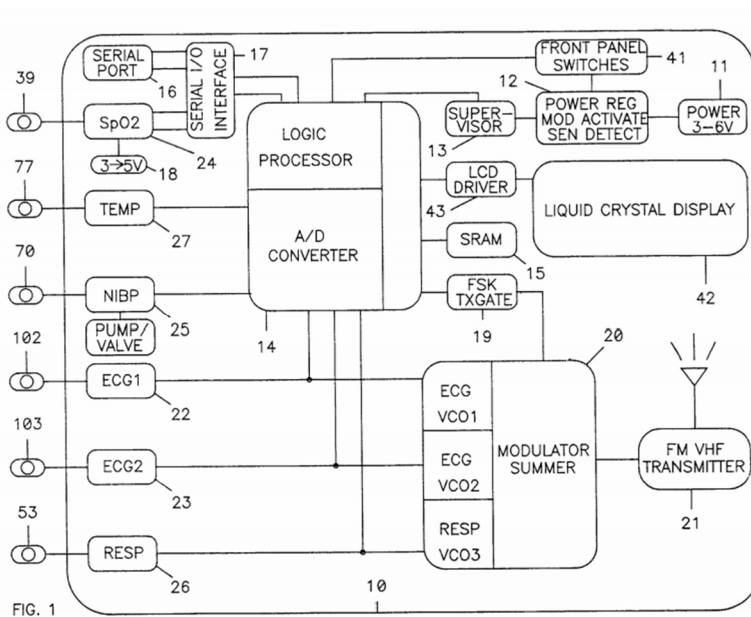 SERIAL
PORT
16
SERIAL I/O
INTERFACE
17
FRONT PANEL
SWITCHES
41
39
SpO2
24
3→5V
18
LOGIC
PROCESSOR
A/D
CONVERTER
14
SUPER-
VISOR
13
12
POWER REG
MOD ACTIVATE
SEN DETECT
11
POWER
3-6V
77
TEMP
27
LCD
DRIVER
43
LIQUID CRYSTAL DISPLAY
42
SRAM
15
70
NIBP
25
PUMP/
VALVE
FSK
TXGATE
19
20
102
ECG1
22
ECG
VCO1
103
ECG2
23
ECG
VCO2
MODULATOR
SUMMER
FM VHF
TRANSMITTER
21
53
RESP
26
RESP
VCO3
10
FIG. 1